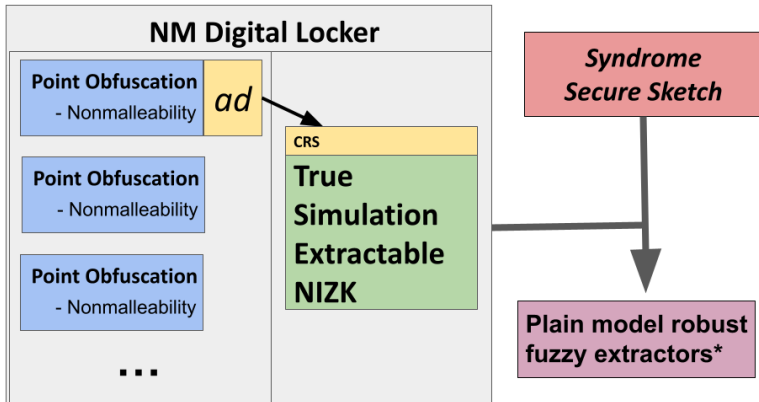 NM Digital Locker
Point Obfuscation
- Nonmalleability
ad
Point Obfuscation
- Nonmalleability
Point Obfuscation
- Nonmalleability
...
CRS
True
Simulation
Extractable
NIZK
Syndrome
Secure Sketch
Plain model robust
fuzzy extractors*